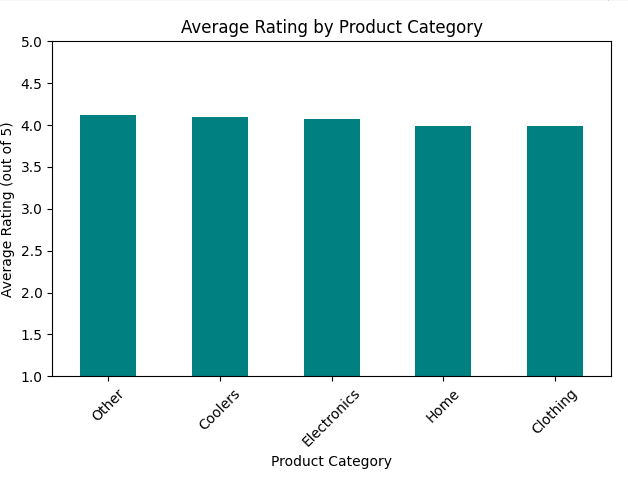 Average Rating by Product Category
Average Rating (out of 5)
5.0
4.5
4.0
3.5
3.0
2.5
2.0
1.5
1.0
Other
Coolers
Electronics
Home
Clothing
Product Category